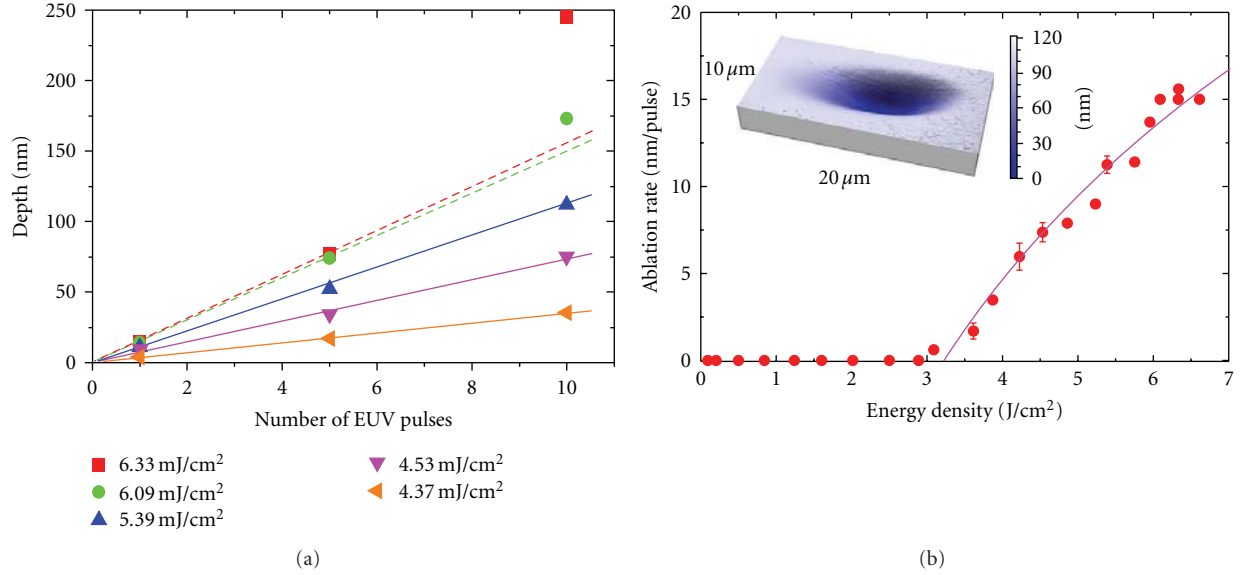 250
200
150
100
50
0
Depth (nm)
0 2 4 6 8 10
Number of EUV pulses
6.33 mJ/cm²
6.09 mJ/cm²
5.39 mJ/cm²
4.53 mJ/cm²
4.37 mJ/cm²
(a)
20
15
10
5
0
Ablation rate (nm/pulse)
10 μm
20 μm
120
90
60
30
0
(nm)
0 1 2 3 4 5 6 7
Energy density (J/cm²)
(b)